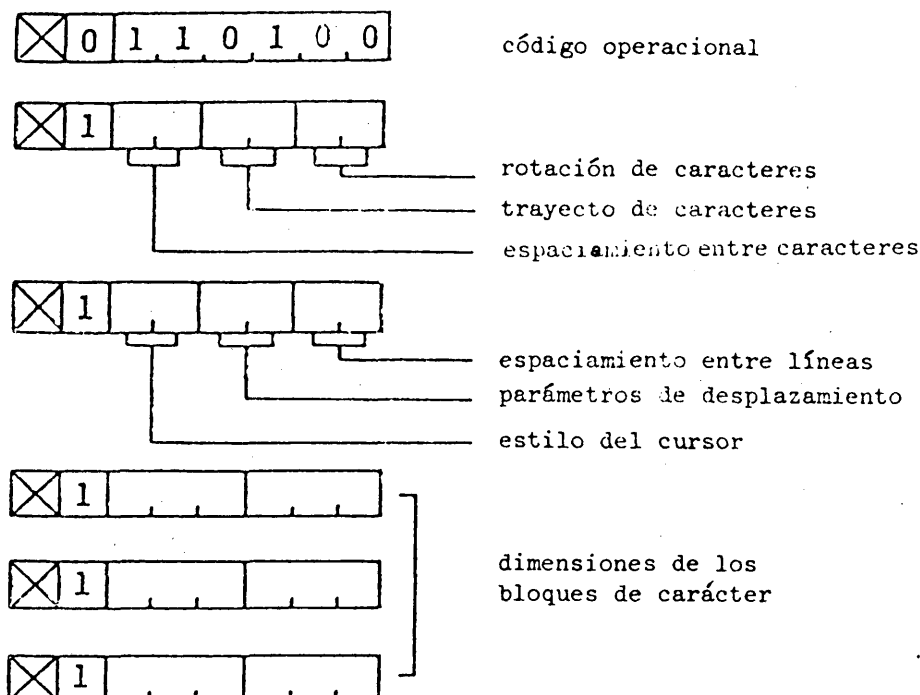 0 1 1 0 1 0 0 código operacional
1
rotación de caracteres
trayecto de caracteres
espaciamiento entre caracteres
1
espaciamiento entre líneas
parámetros de desplazamiento
estilo del cursor
1
1 dimensiones de los
bloques de carácter
1